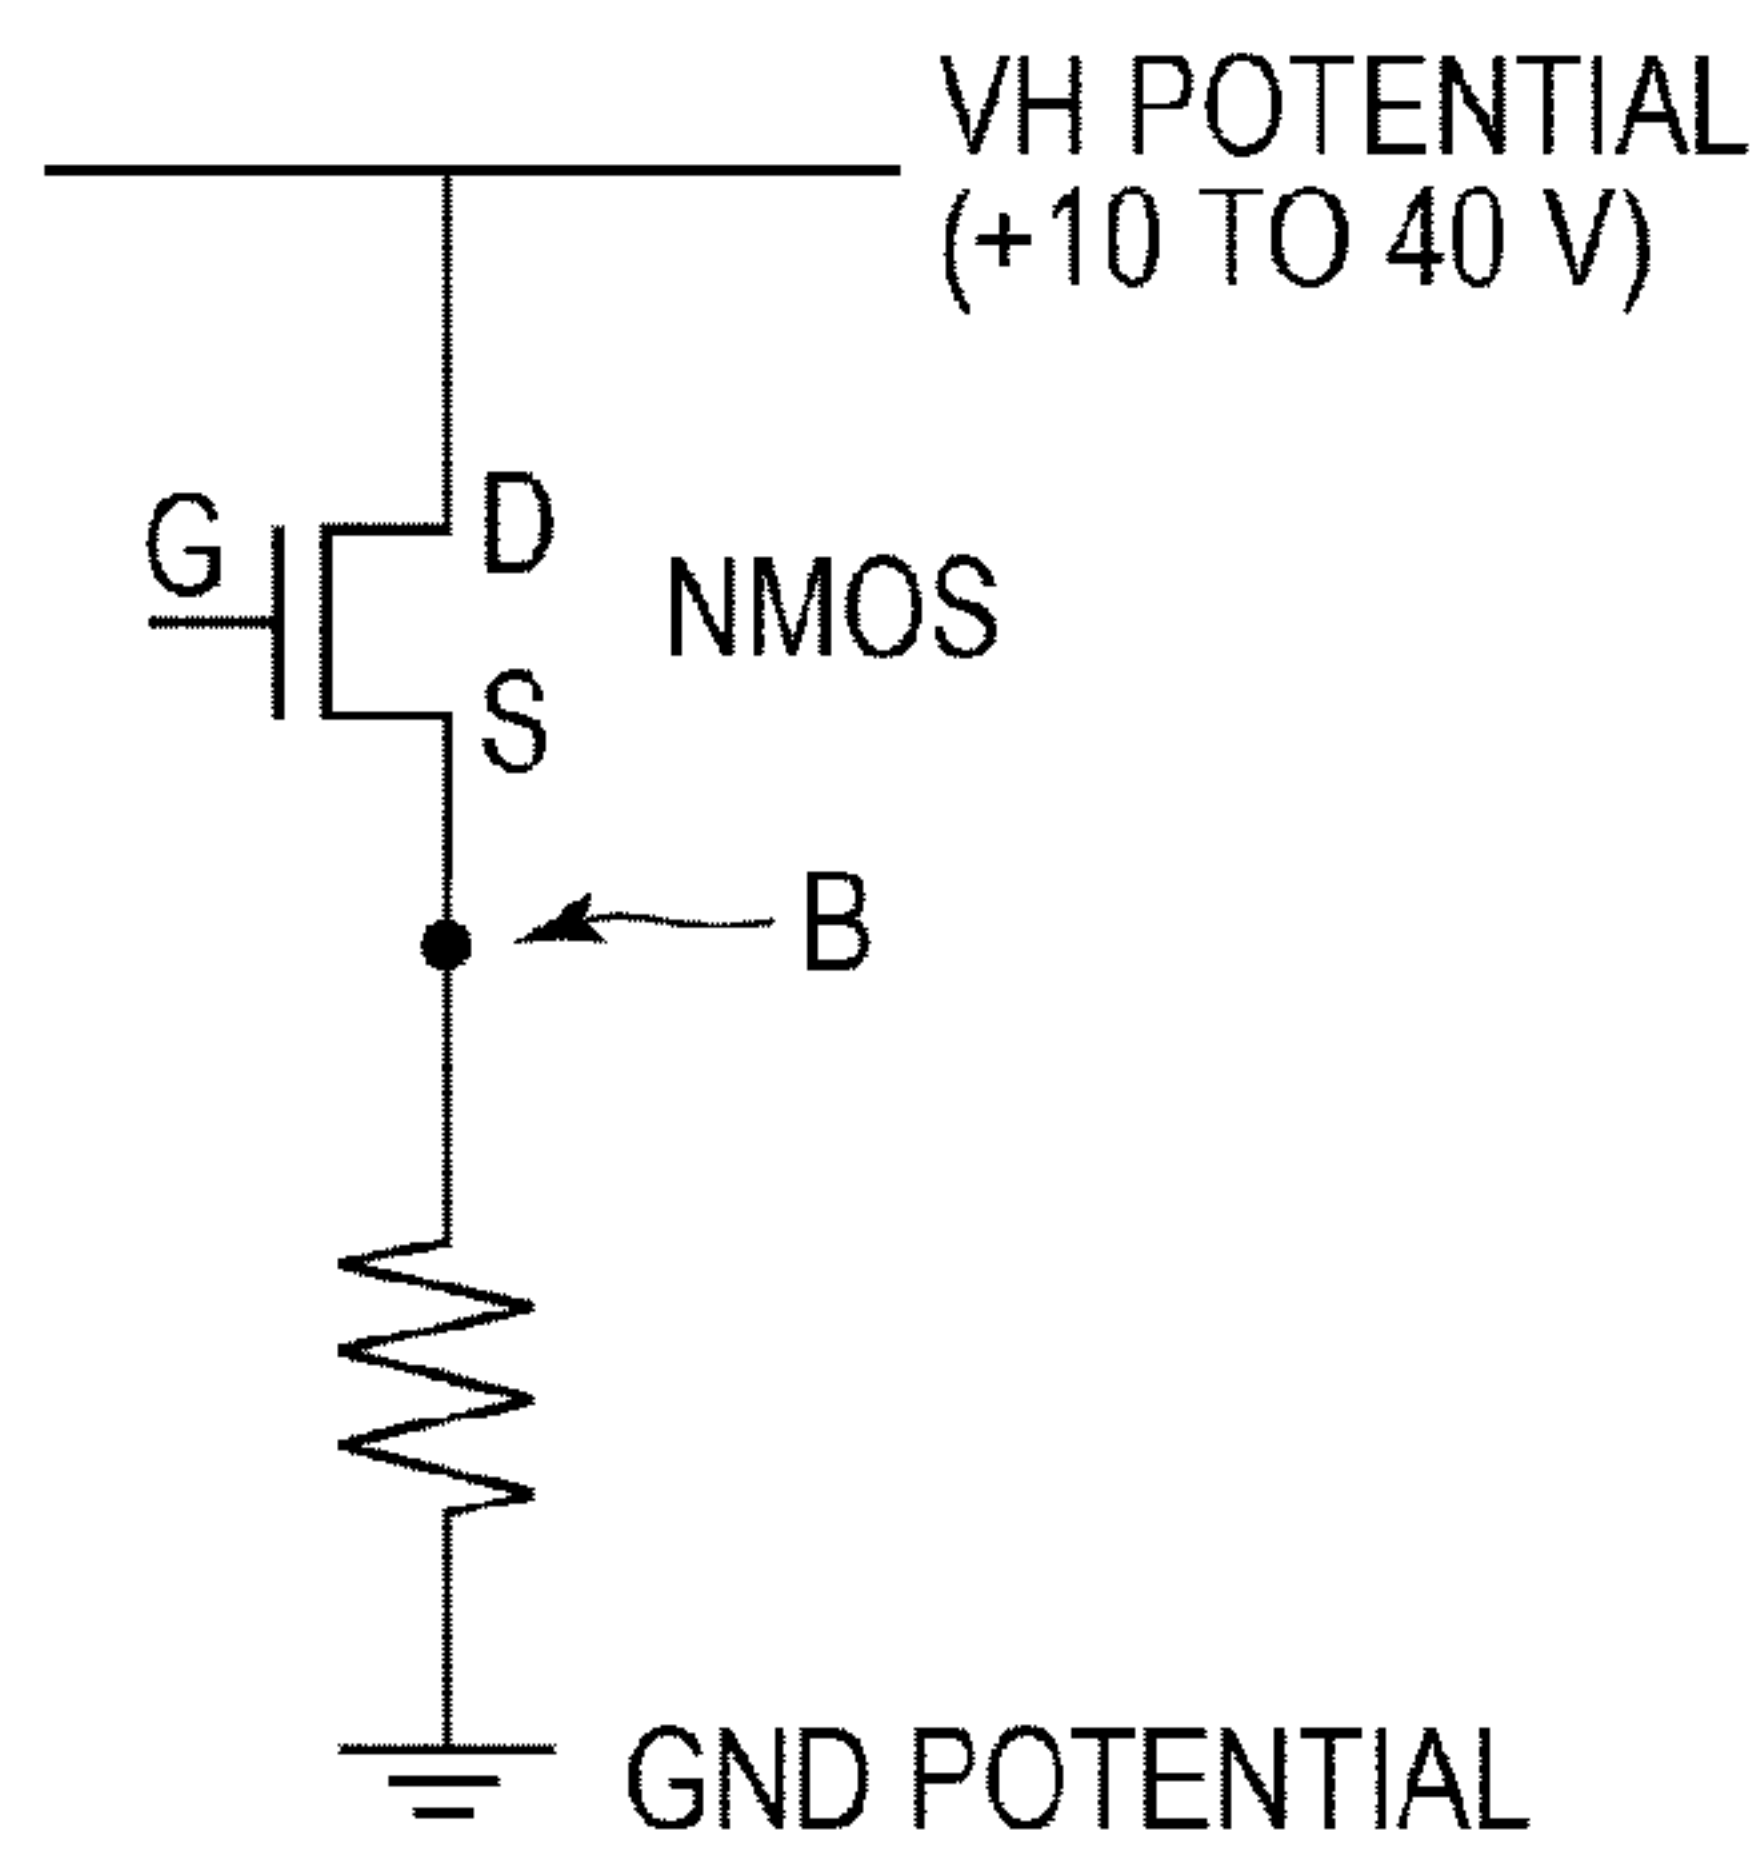 VH POTENTIAL
(+10 TO 40 V)
D
G
NMOS
S
B
GND POTENTIAL